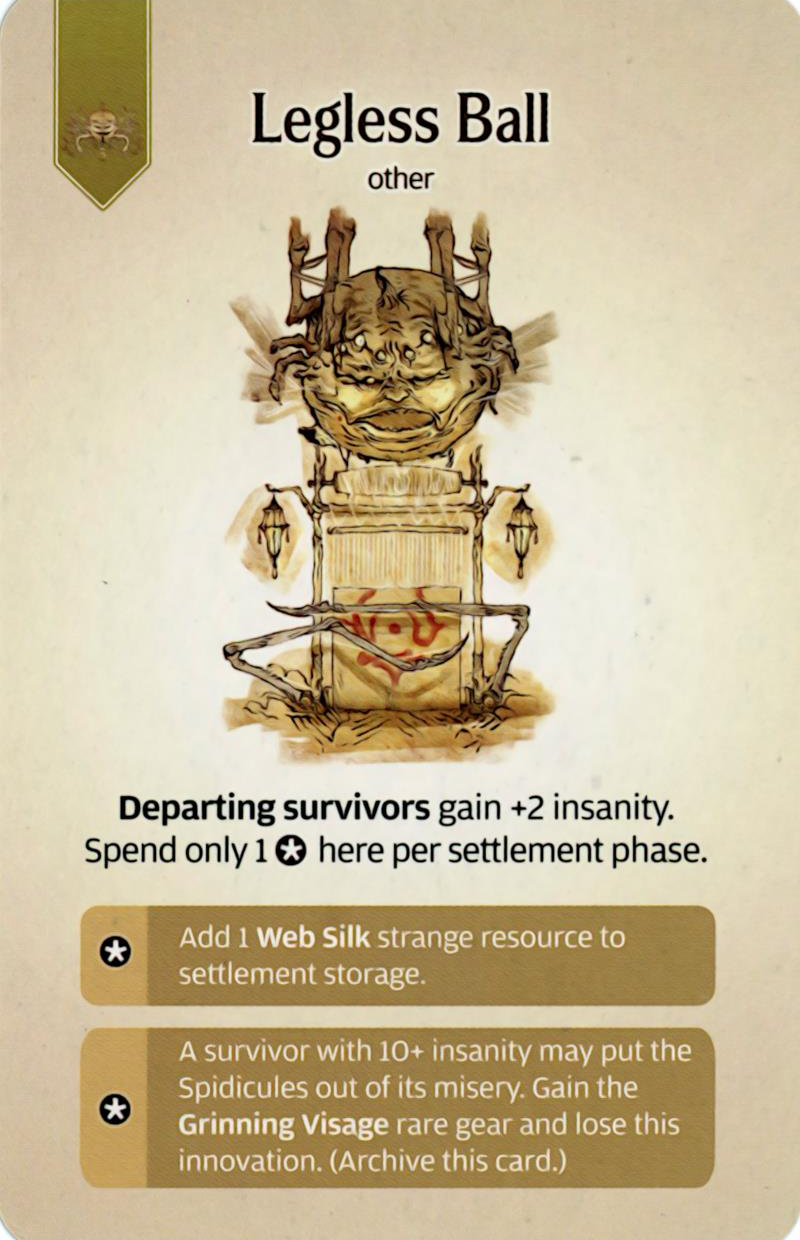 Legless Ball
other
Departing survivors gain +2 insanity.
Spend only 1 ✪ here per settlement phase.
Add 1 Web Silk strange resource to
settlement storage.
A survivor with 10+ insanity may put the
Spidicules out of its misery. Gain the
Grinning Visage rare gear and lose this
innovation. (Archive this card.)